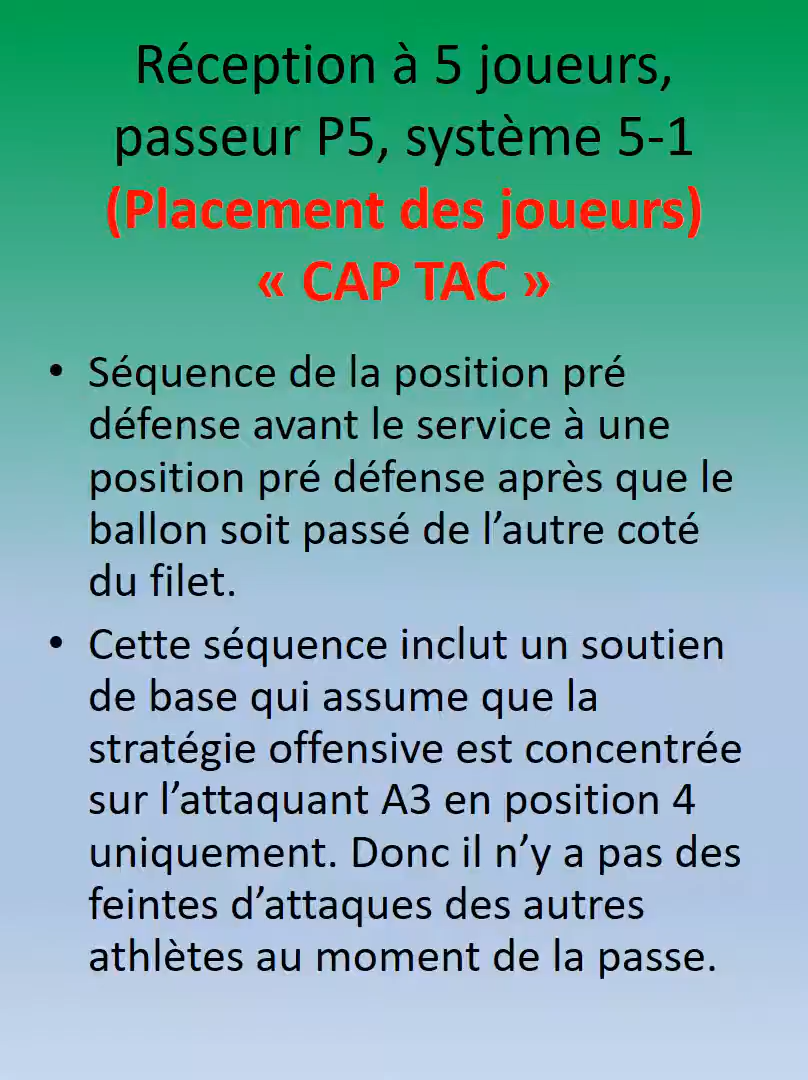 Réception à 5 joueurs,
passeur P5, système 5-1
(Placement des joueurs)
« CAP TAC »
• Séquence de la position pré
défense avant le service à une
position pré défense après que le
ballon soit passé de l’autre coté
du filet.
• Cette séquence inclut un soutien
de base qui assume que la
stratégie offensive est concentrée
sur l’attaquant A3 en position 4
uniquement. Donc il n’y a pas des
feintes d’attaques des autres
athlètes au moment de la passe.